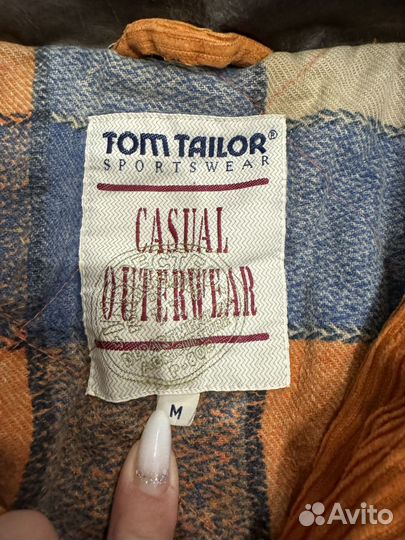 TOM TAILOR®
SPORTSWEAR
CASUAL
OUTERWEAR
M
Avito